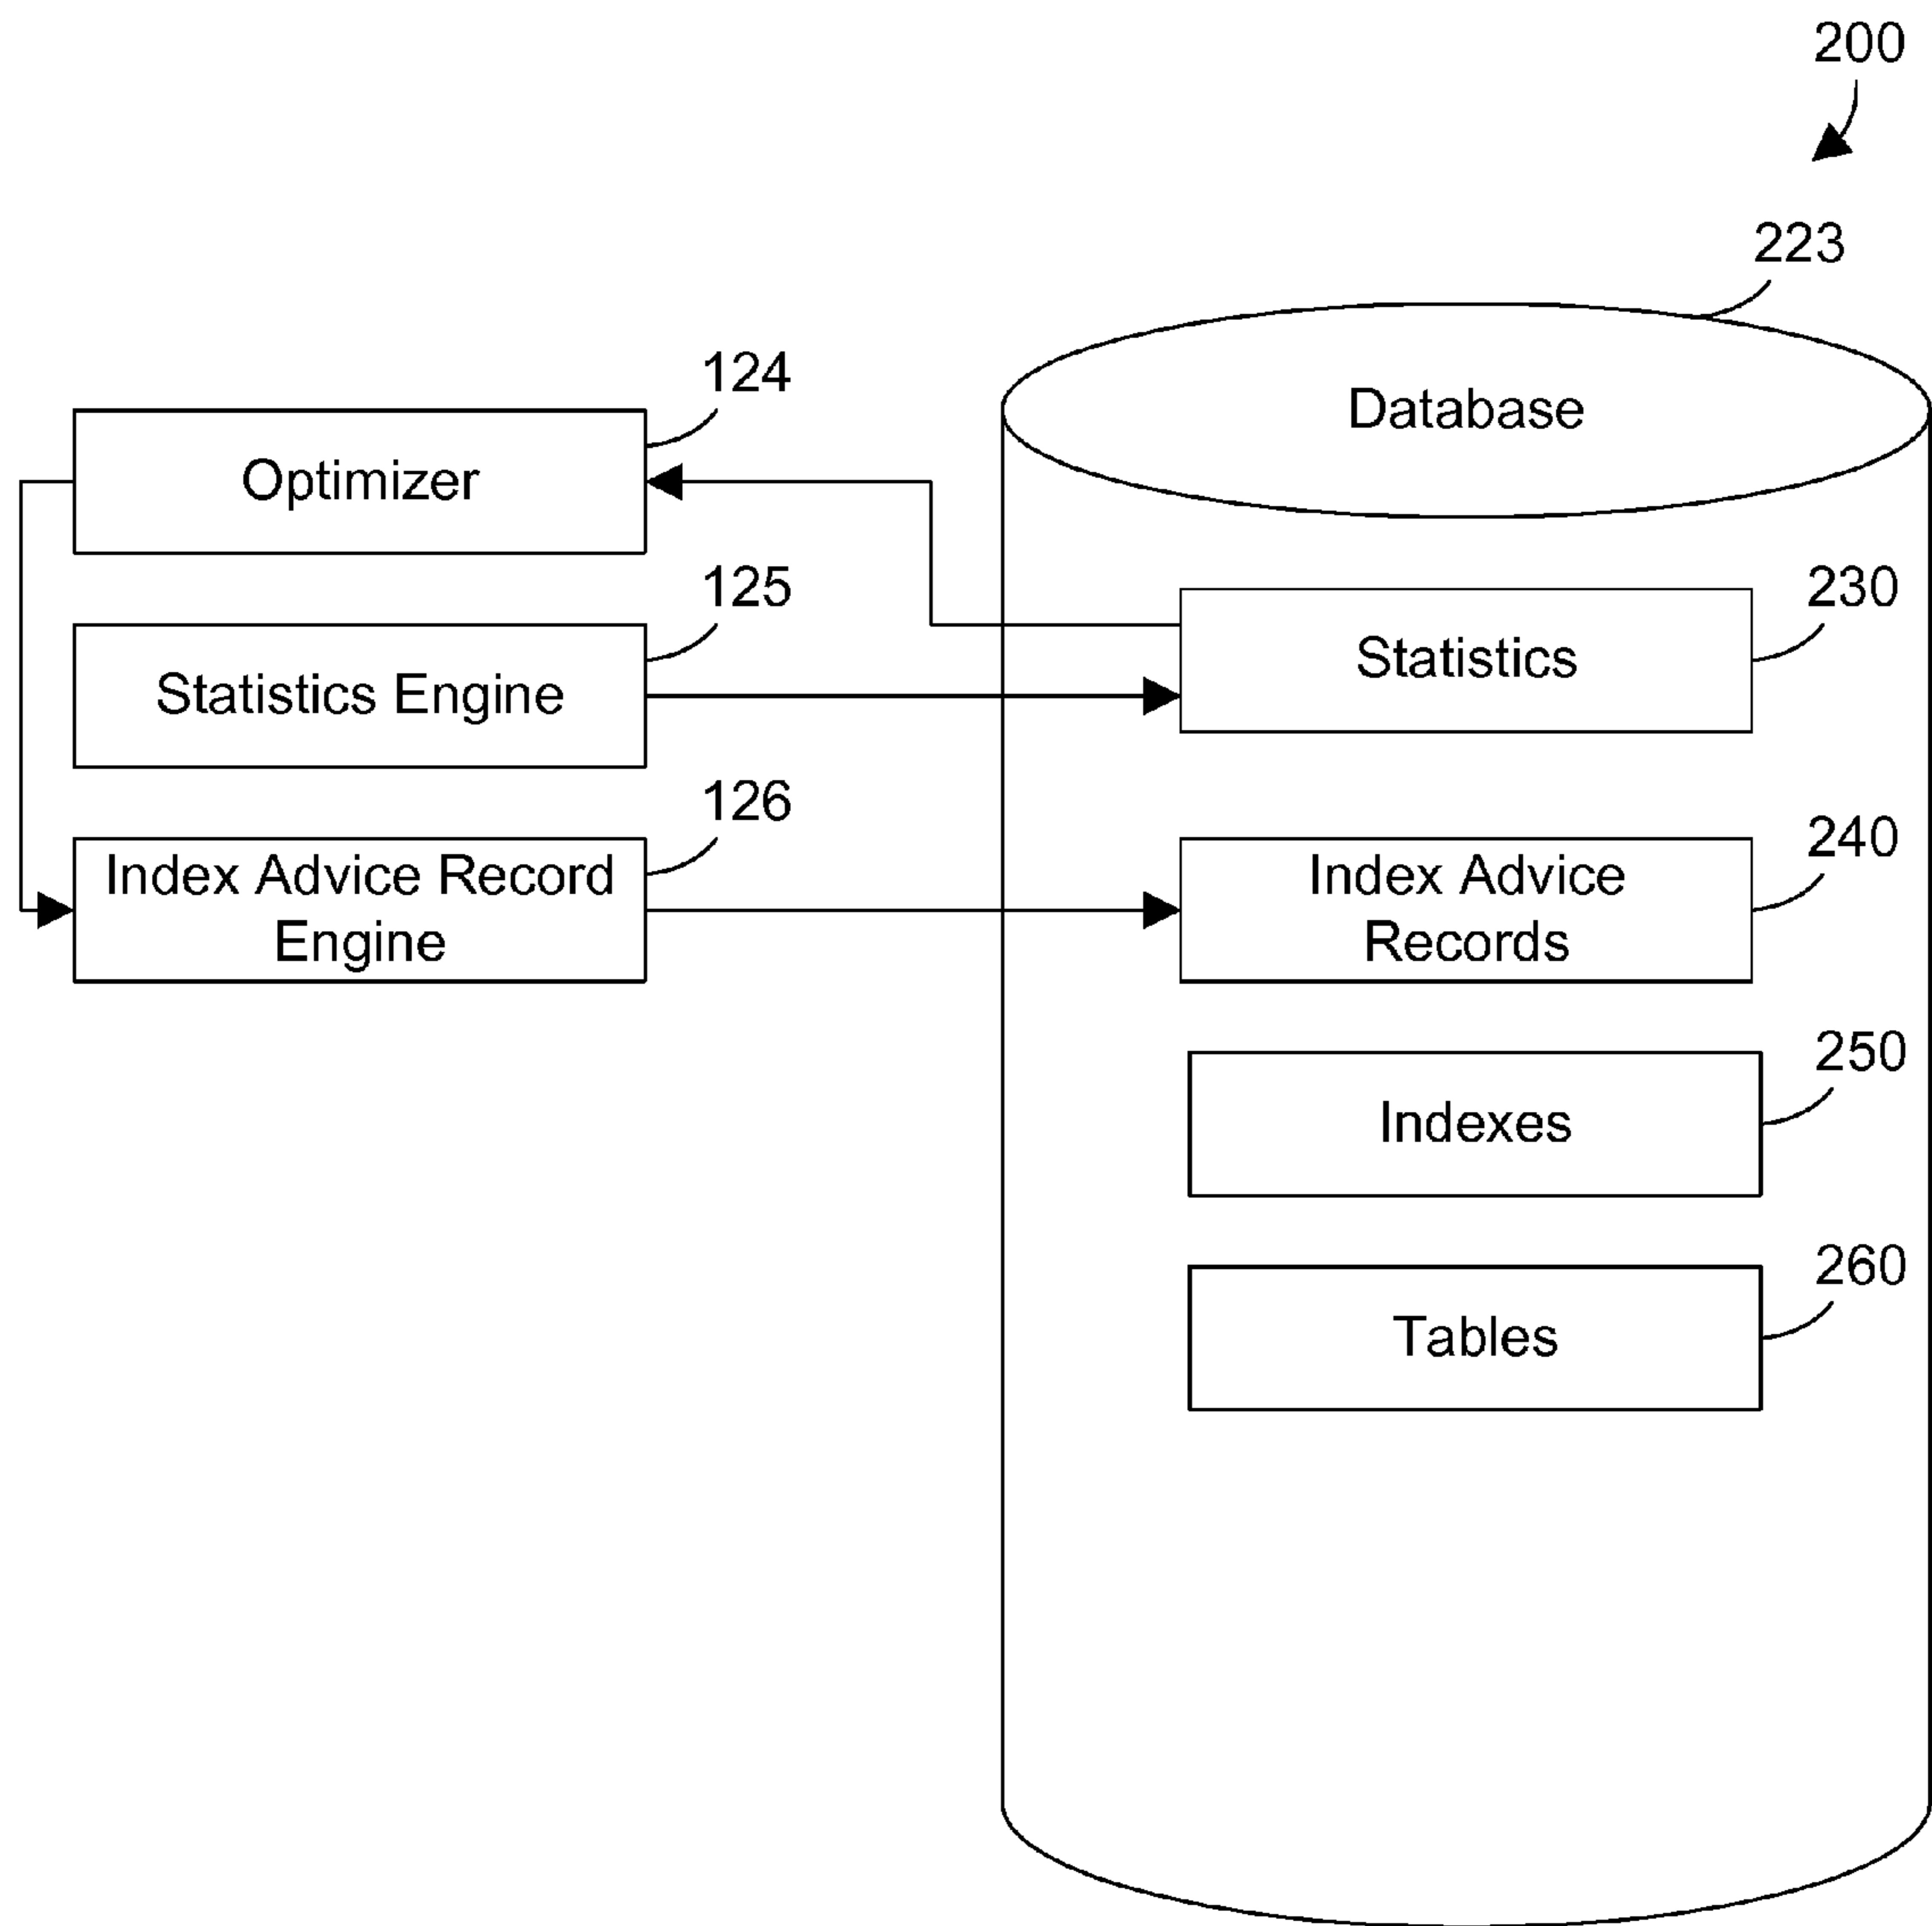 200
223
Database
124
Optimizer
125
Statistics Engine
230
Statistics
126
Index Advice Record
Engine
240
Index Advice
Records
250
Indexes
260
Tables